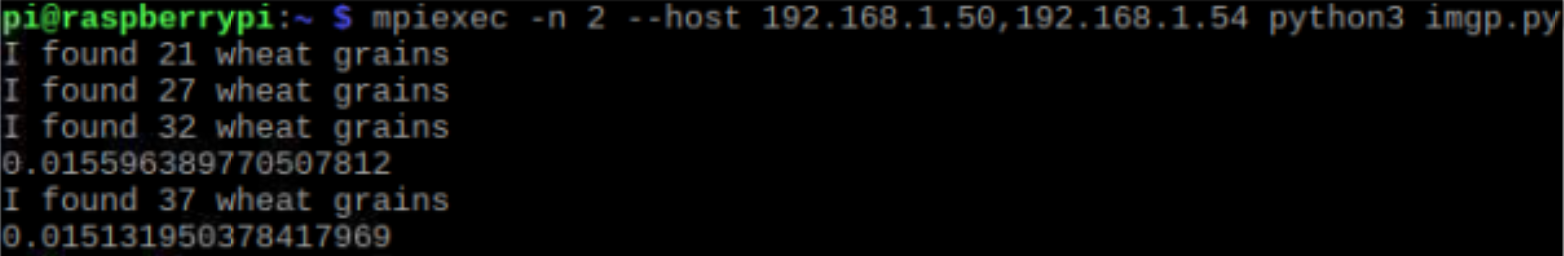 pi@raspberrypi:~ $ mpiexec -n 2 --host 192.168.1.50,192.168.1.54 python3 imgp.py
I found 21 wheat grains
I found 27 wheat grains
I found 32 wheat grains
0.015596389770507812
I found 37 wheat grains
0.015131950378417969